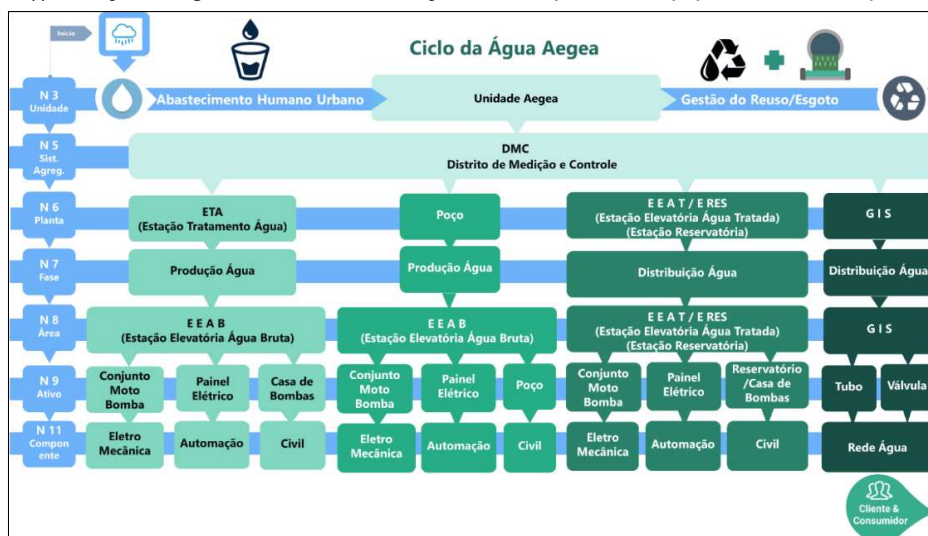 Início
Ciclo da Água Aegea
N 3
Unidade
Abastecimento Humano Urbano
Unidade Aegea
Gestão do Reuso/Esgoto
N 5
Sist.
Agreg.
DMC
Distrito de Medição e Controle
N 6
Planta
ETA
(Estação Tratamento Água)
Poço
E E A T / E RES
(Estação Elevatória Água Tratada)
(Estação Reservatória)
G I S
N 7
Fase
Produção Água
Produção Água
Distribuição Água
Distribuição Água
N 8
Área
E E A B
(Estação Elevatória Água Bruta)
E E A B
(Estação Elevatória Água Bruta)
E E A T / E RES
(Estação Elevatória Água Tratada)
(Estação Reservatória)
G I S
N 9
Ativo
Conjunto
Moto
Bomba
Painel
Elétrico
Casa de
Bombas
Conjunto
Moto
Bomba
Painel
Elétrico
Poço
Conjunto
Moto
Bomba
Painel
Elétrico
Reservatório
/Casa de
Bombas
Tubo
Válvula
N 11
Compon
ente
Eletro
Mecânica
Automação
Civil
Eletro
Mecânica
Automação
Civil
Eletro
Mecânica
Automação
Civil
Rede Água
Cliente &
Consumidor